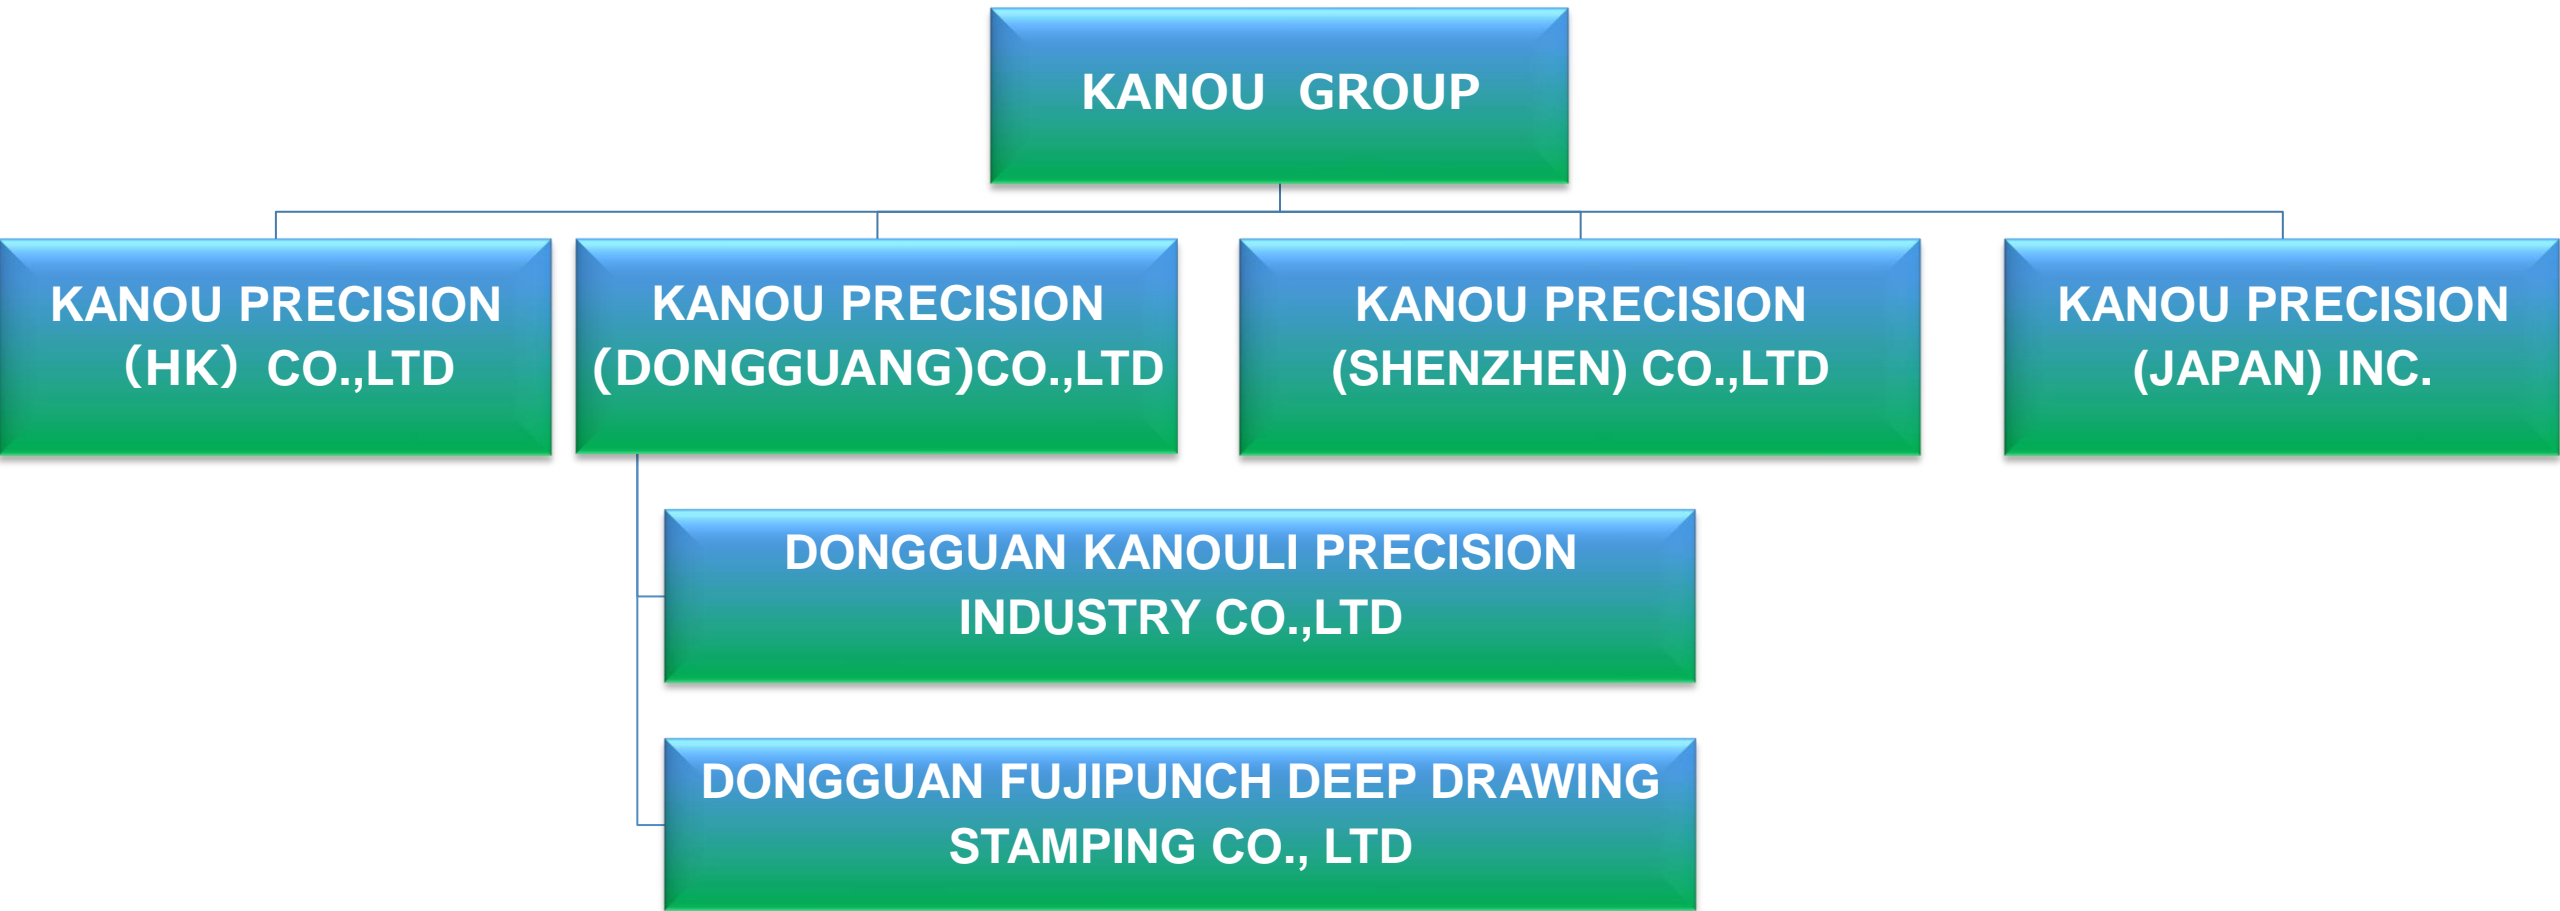 KANOU  GROUP
KANOU PRECISION
（HK）CO.,LTD
KANOU PRECISION
(DONGGUANG)CO.,LTD
KANOU PRECISION
(SHENZHEN) CO.,LTD
KANOU PRECISION
(JAPAN) INC.
DONGGUAN KANOULI PRECISION
INDUSTRY CO.,LTD
DONGGUAN FUJIPUNCH DEEP DRAWING
STAMPING CO., LTD